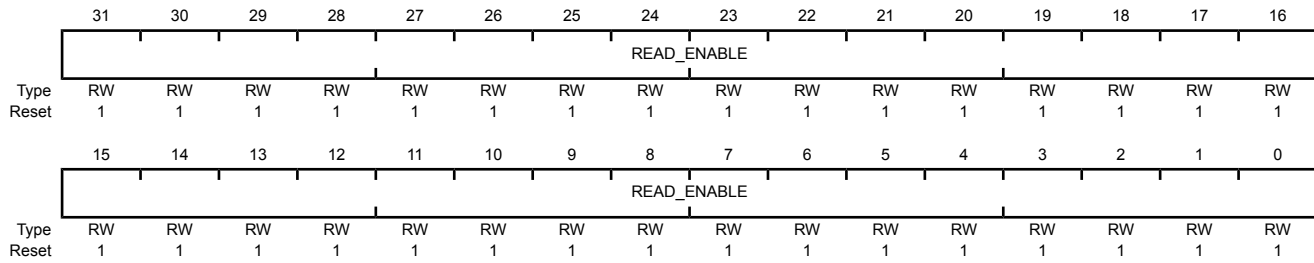 31 30 29 28 27 26 25 24 23 22 21 20 19 18 17 16
READ_ENABLE
Type RW RW RW RW RW RW RW RW RW RW RW RW RW RW RW RW
Reset 1 1 1 1 1 1 1 1 1 1 1 1 1 1 1 1
15 14 13 12 11 10 9 8 7 6 5 4 3 2 1 0
READ_ENABLE
Type RW RW RW RW RW RW RW RW RW RW RW RW RW RW RW RW
Reset 1 1 1 1 1 1 1 1 1 1 1 1 1 1 1 1